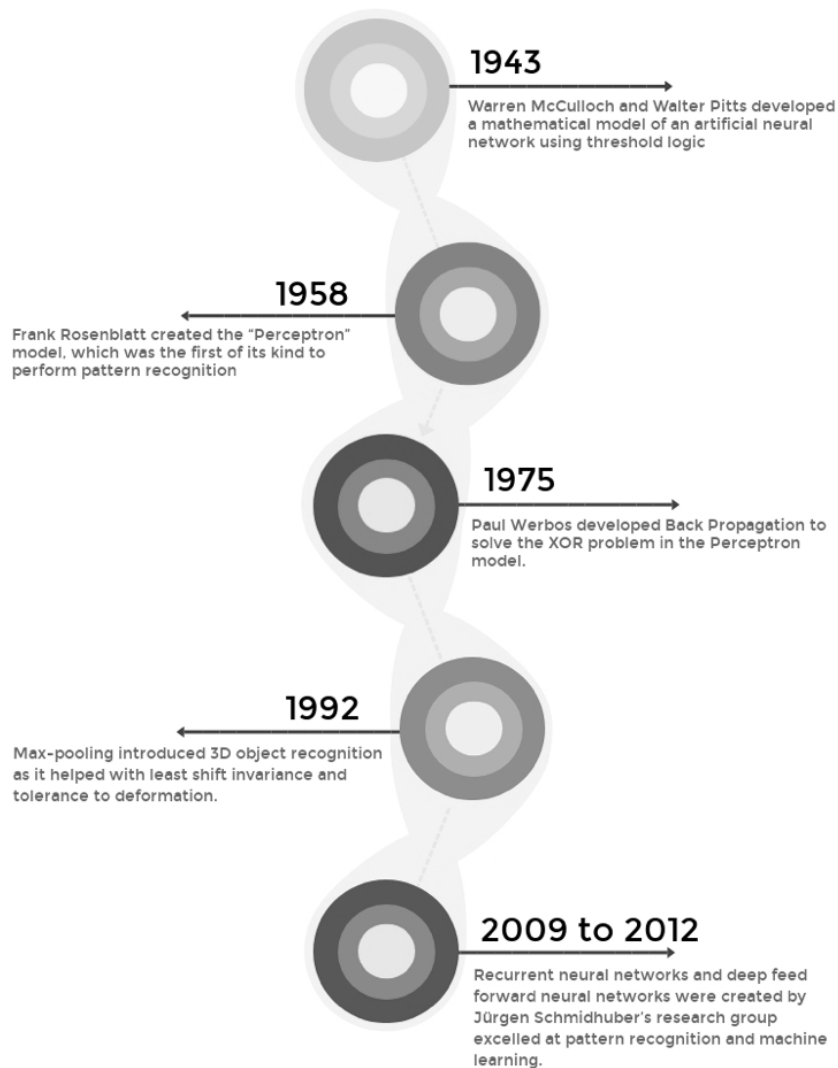 1943
Warren McCulloch and Walter Pitts developed
a mathematical model of an artificial neural
network using threshold logic
1958
Frank Rosenblatt created the “Perceptron”
model, which was the first of its kind to
perform pattern recognition
1975
Paul Werbos developed Back Propagation to
solve the XOR problem in the Perceptron
model.
1992
Max-pooling introduced 3D object recognition
as it helped with least shift invariance and
tolerance to deformation.
2009 to 2012
Recurrent neural networks and deep feed
forward neural networks were created by
Jürgen Schmidhuber’s research group
excelled at pattern recognition and machine
learning.